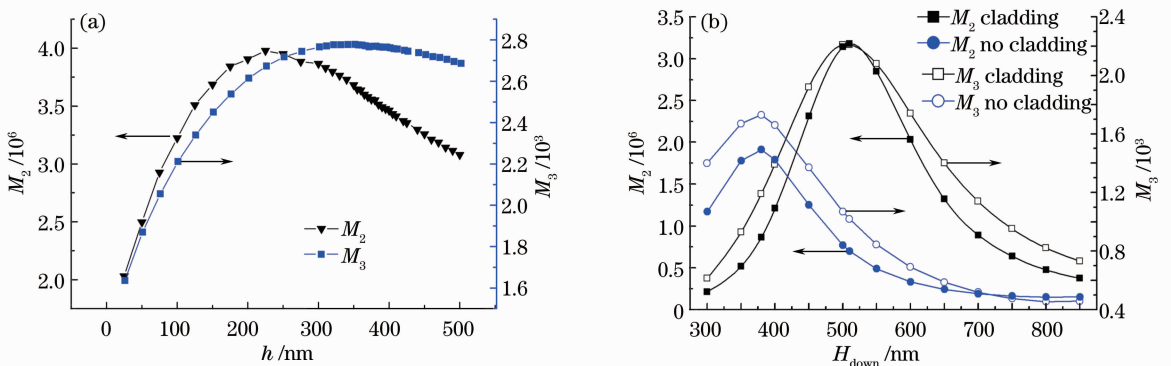 (a)
4.0
3.5
3.0
2.5
2.0
M2 /10^6
2.8
2.6
2.4
2.2
2.0
1.8
1.6
M3 /10^3
M2
M3
0 100 200 300 400 500
h /nm
(b)
3.5
3.0
2.5
2.0
1.5
1.0
0.5
0
M2 /10^6
M2 cladding
M2 no cladding
M3 cladding
M3 no cladding
2.4
2.0
1.6
1.2
0.8
0.4
M3 /10^3
300 400 500 600 700 800
Hdown /nm